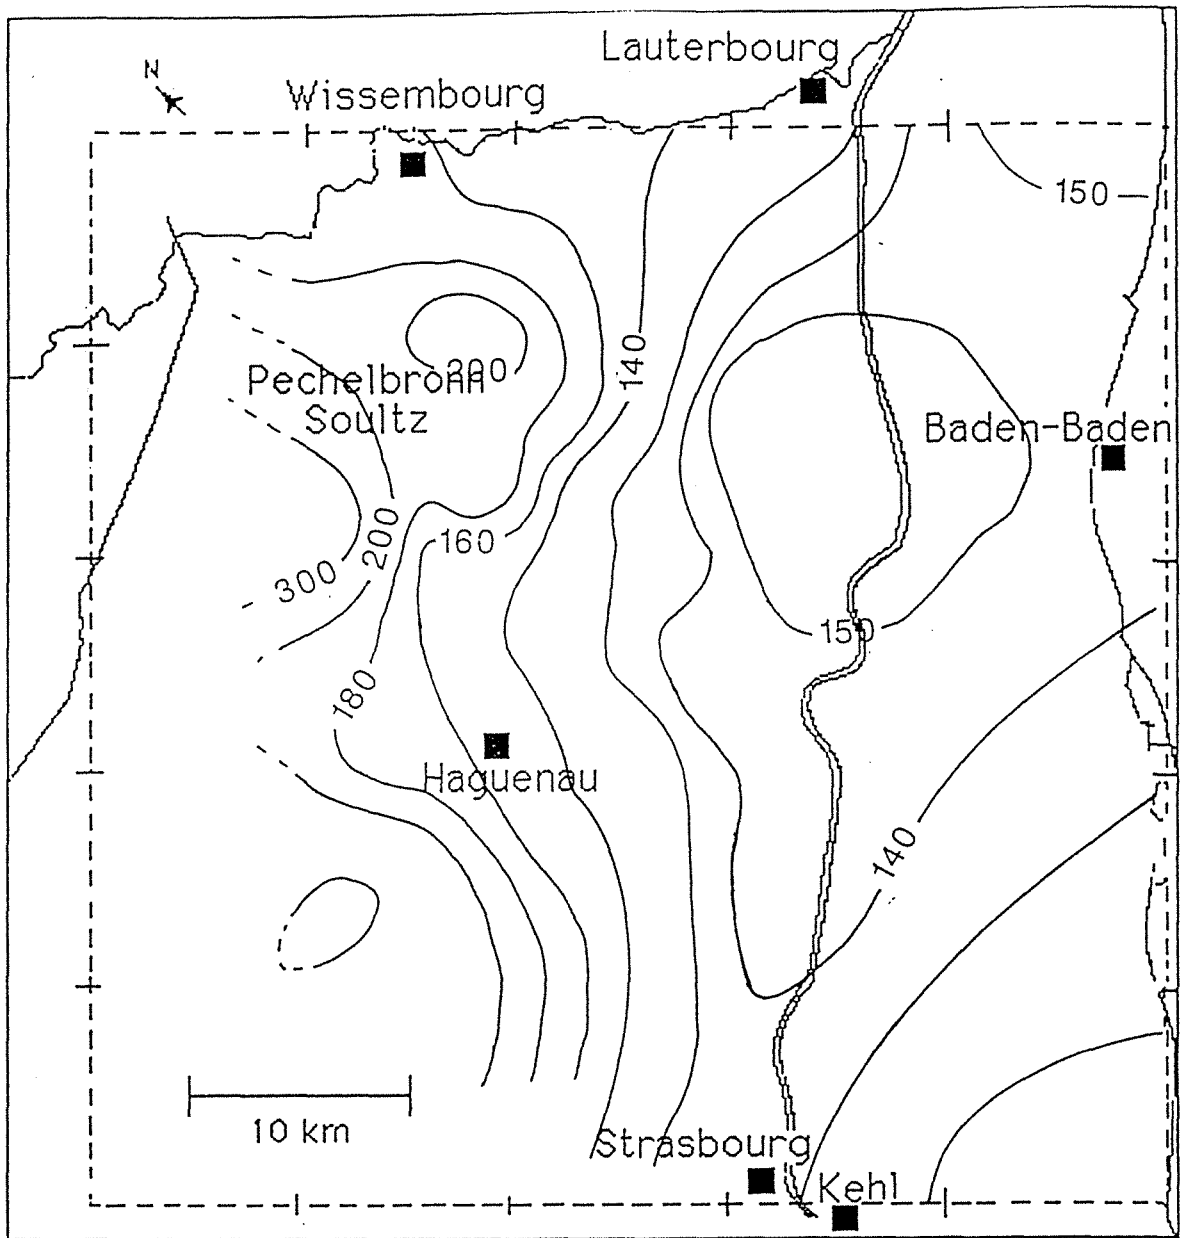 Lauterbourg
N
Wissembourg
150
140
200
Pechelbronn
Soultz
Baden-Baden
200
160
300
150
180
Haguenau
140
10 km
Strasbourg
Kehl